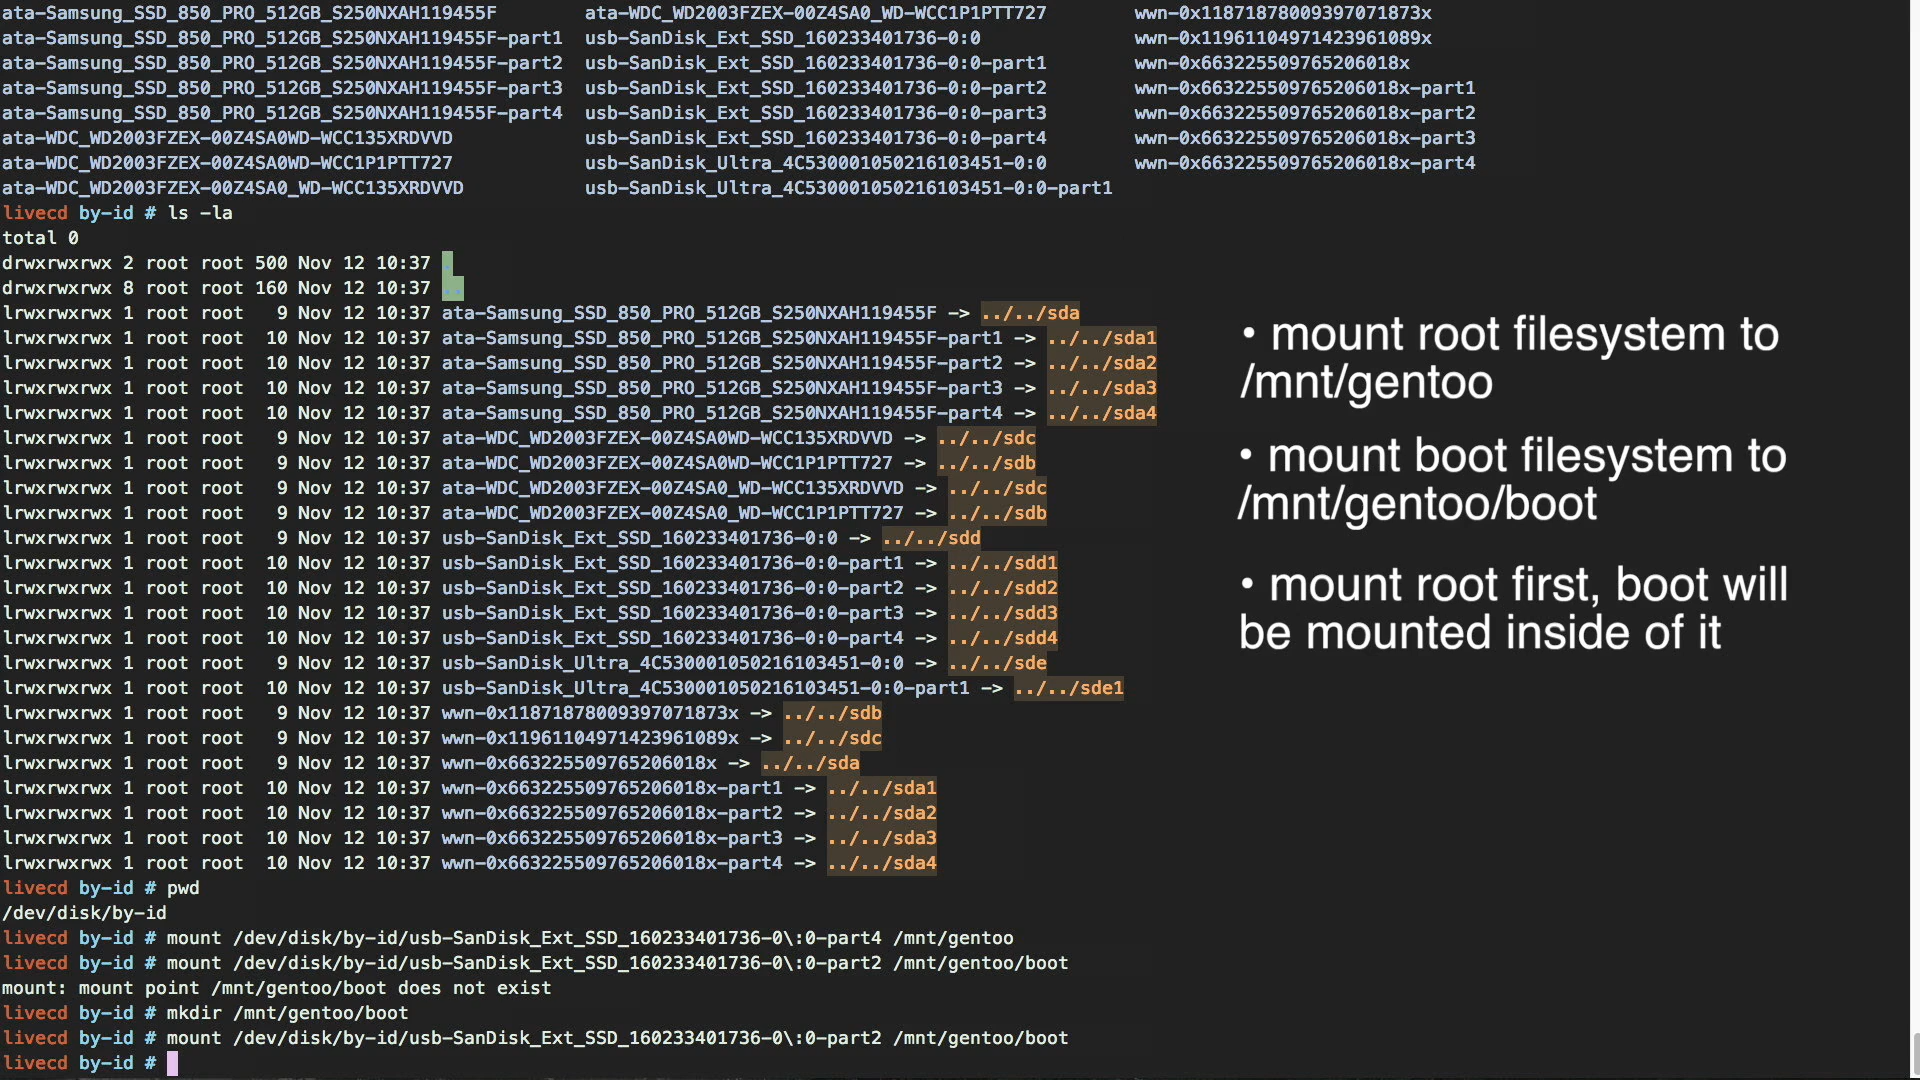 ata-Samsung_SSD_850_PRO_512GB_S250NXAH119455F        ata-WDC_WD2003FZEX-00Z4SA0_WD-WCC1P1PTT727        wwn-0x11871878009397071873x
ata-Samsung_SSD_850_PRO_512GB_S250NXAH119455F-part1  usb-SanDisk_Ext_SSD_160233401736-0:0              wwn-0x11961104971423961089x
ata-Samsung_SSD_850_PRO_512GB_S250NXAH119455F-part2  usb-SanDisk_Ext_SSD_160233401736-0:0-part1        wwn-0x663225509765206018x
ata-Samsung_SSD_850_PRO_512GB_S250NXAH119455F-part3  usb-SanDisk_Ext_SSD_160233401736-0:0-part2        wwn-0x663225509765206018x-part1
ata-Samsung_SSD_850_PRO_512GB_S250NXAH119455F-part4  usb-SanDisk_Ext_SSD_160233401736-0:0-part3        wwn-0x663225509765206018x-part2
ata-WDC_WD2003FZEX-00Z4SA0WD-WCC135XRDVVD            usb-SanDisk_Ext_SSD_160233401736-0:0-part4        wwn-0x663225509765206018x-part3
ata-WDC_WD2003FZEX-00Z4SA0WD-WCC1P1PTT727            usb-SanDisk_Ultra_4C530001050216103451-0:0        wwn-0x663225509765206018x-part4
ata-WDC_WD2003FZEX-00Z4SA0_WD-WCC135XRDVVD           usb-SanDisk_Ultra_4C530001050216103451-0:0-part1
livecd by-id # ls -la
total 0
drwxrwxrwx 2 root root 500 Nov 12 10:37 .
drwxrwxrwx 8 root root 160 Nov 12 10:37 ..
lrwxrwxrwx 1 root root   9 Nov 12 10:37 ata-Samsung_SSD_850_PRO_512GB_S250NXAH119455F -> ../../sda
lrwxrwxrwx 1 root root  10 Nov 12 10:37 ata-Samsung_SSD_850_PRO_512GB_S250NXAH119455F-part1 -> ../../sda1
lrwxrwxrwx 1 root root  10 Nov 12 10:37 ata-Samsung_SSD_850_PRO_512GB_S250NXAH119455F-part2 -> ../../sda2
lrwxrwxrwx 1 root root  10 Nov 12 10:37 ata-Samsung_SSD_850_PRO_512GB_S250NXAH119455F-part3 -> ../../sda3
lrwxrwxrwx 1 root root  10 Nov 12 10:37 ata-Samsung_SSD_850_PRO_512GB_S250NXAH119455F-part4 -> ../../sda4
lrwxrwxrwx 1 root root   9 Nov 12 10:37 ata-WDC_WD2003FZEX-00Z4SA0WD-WCC135XRDVVD -> ../../sdc
lrwxrwxrwx 1 root root   9 Nov 12 10:37 ata-WDC_WD2003FZEX-00Z4SA0WD-WCC1P1PTT727 -> ../../sdb
lrwxrwxrwx 1 root root   9 Nov 12 10:37 ata-WDC_WD2003FZEX-00Z4SA0_WD-WCC135XRDVVD -> ../../sdc
lrwxrwxrwx 1 root root   9 Nov 12 10:37 ata-WDC_WD2003FZEX-00Z4SA0_WD-WCC1P1PTT727 -> ../../sdb
lrwxrwxrwx 1 root root   9 Nov 12 10:37 usb-SanDisk_Ext_SSD_160233401736-0:0 -> ../../sdd
lrwxrwxrwx 1 root root  10 Nov 12 10:37 usb-SanDisk_Ext_SSD_160233401736-0:0-part1 -> ../../sdd1
lrwxrwxrwx 1 root root  10 Nov 12 10:37 usb-SanDisk_Ext_SSD_160233401736-0:0-part2 -> ../../sdd2
lrwxrwxrwx 1 root root  10 Nov 12 10:37 usb-SanDisk_Ext_SSD_160233401736-0:0-part3 -> ../../sdd3
lrwxrwxrwx 1 root root  10 Nov 12 10:37 usb-SanDisk_Ext_SSD_160233401736-0:0-part4 -> ../../sdd4
lrwxrwxrwx 1 root root   9 Nov 12 10:37 usb-SanDisk_Ultra_4C530001050216103451-0:0 -> ../../sde
lrwxrwxrwx 1 root root  10 Nov 12 10:37 usb-SanDisk_Ultra_4C530001050216103451-0:0-part1 -> ../../sde1
lrwxrwxrwx 1 root root   9 Nov 12 10:37 wwn-0x11871878009397071873x -> ../../sdb
lrwxrwxrwx 1 root root   9 Nov 12 10:37 wwn-0x11961104971423961089x -> ../../sdc
lrwxrwxrwx 1 root root   9 Nov 12 10:37 wwn-0x663225509765206018x -> ../../sda
lrwxrwxrwx 1 root root  10 Nov 12 10:37 wwn-0x663225509765206018x-part1 -> ../../sda1
lrwxrwxrwx 1 root root  10 Nov 12 10:37 wwn-0x663225509765206018x-part2 -> ../../sda2
lrwxrwxrwx 1 root root  10 Nov 12 10:37 wwn-0x663225509765206018x-part3 -> ../../sda3
lrwxrwxrwx 1 root root  10 Nov 12 10:37 wwn-0x663225509765206018x-part4 -> ../../sda4
livecd by-id # pwd
/dev/disk/by-id
livecd by-id # mount /dev/disk/by-id/usb-SanDisk_Ext_SSD_160233401736-0\:0-part4 /mnt/gentoo
livecd by-id # mount /dev/disk/by-id/usb-SanDisk_Ext_SSD_160233401736-0\:0-part2 /mnt/gentoo/boot
mount: mount point /mnt/gentoo/boot does not exist
livecd by-id # mkdir /mnt/gentoo/boot
livecd by-id # mount /dev/disk/by-id/usb-SanDisk_Ext_SSD_160233401736-0\:0-part2 /mnt/gentoo/boot
livecd by-id #
• mount root filesystem to
/mnt/gentoo
• mount boot filesystem to
/mnt/gentoo/boot
• mount root first, boot will
be mounted inside of it